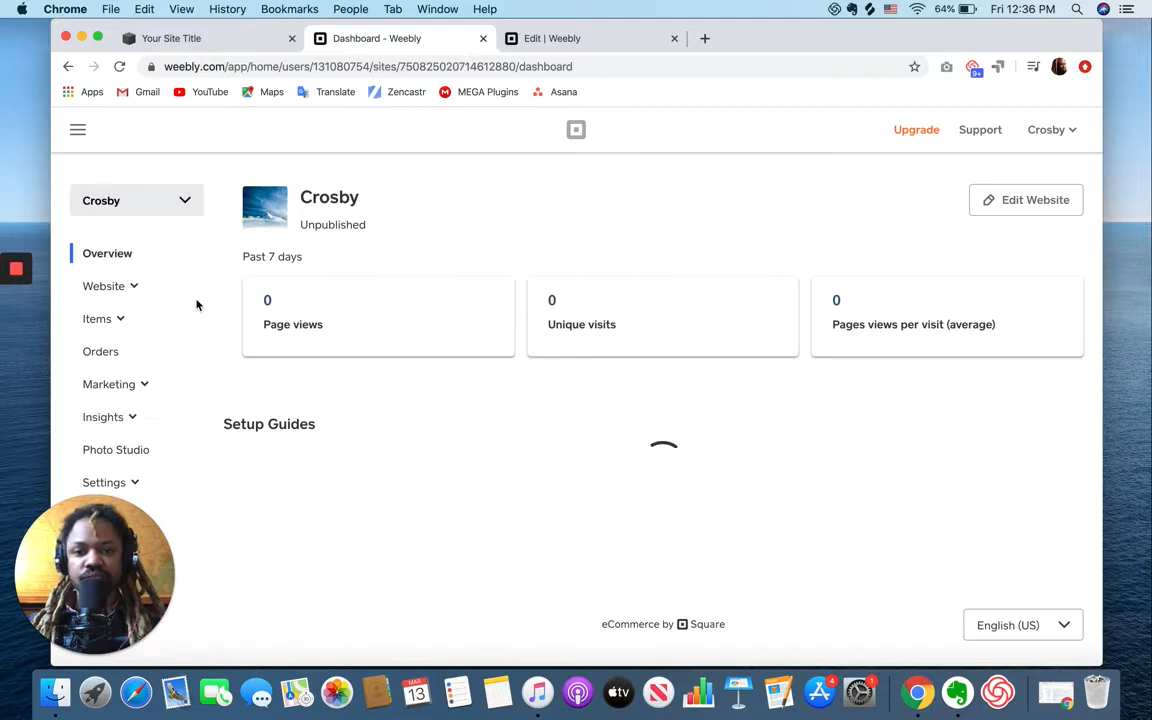 Chrome File Edit View History Bookmarks People Tab Window Help 64% Fri 12:36 PM
Your Site Title Dashboard - Weebly Edit | Weebly
weebly.com/app/home/users/131080754/sites/750825020714612880/dashboard 9+
Apps Gmail YouTube Maps Translate Zencastr MEGA Plugins Asana
Upgrade Support Crosby
Crosby
Crosby Edit Website
Unpublished
Overview
Past 7 days
Website
0 0 0
Items
Page views Unique visits Pages views per visit (average)
Orders
Marketing
Insights
Setup Guides
Photo Studio
Settings
eCommerce by Square English (US)
MAR
13
tv
4
1